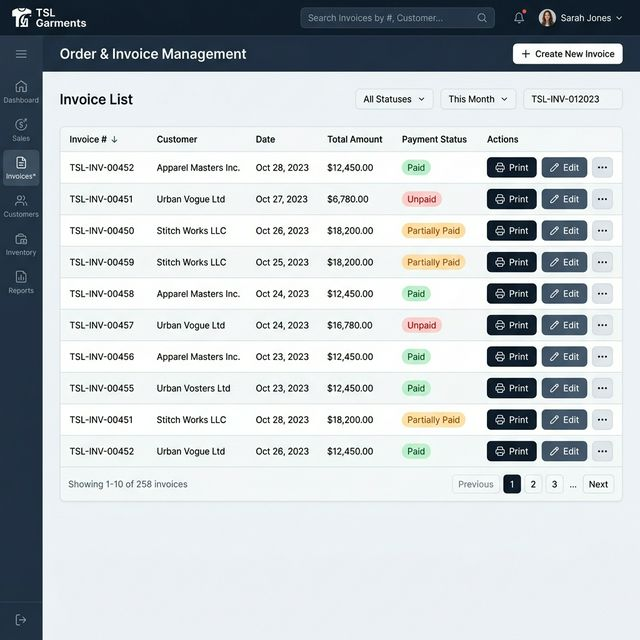 TSL
Garments
Search Invoices by #, Customer...
Sarah Jones
Order & Invoice Management
+ Create New Invoice
Dashboard
Sales
Invoices*
Customers
Inventory
Reports
Invoice List
All Statuses
This Month
TSL-INV-012023
Invoice # ↓ Customer Date Total Amount Payment Status Actions
TSL-INV-00452 Apparel Masters Inc. Oct 28, 2023 $12,450.00 Paid Print Edit ...
TSL-INV-00451 Urban Vogue Ltd Oct 27, 2023 $6,780.00 Unpaid Print Edit ...
TSL-INV-00450 Stitch Works LLC Oct 26, 2023 $18,200.00 Partially Paid Print Edit ...
TSL-INV-00459 Stitch Works LLC Oct 25, 2023 $18,200.00 Partially Paid Print Edit ...
TSL-INV-00458 Apparel Masters Inc. Oct 24, 2023 $12,450.00 Paid Print Edit ...
TSL-INV-00457 Urban Vogue Ltd Oct 24, 2023 $16,780.00 Unpaid Print Edit ...
TSL-INV-00456 Apparel Masters Inc. Oct 23, 2023 $12,450.00 Paid Print Edit ...
TSL-INV-00455 Urban Vosters Ltd Oct 23, 2023 $12,450.00 Paid Print Edit ...
TSL-INV-00451 Stitch Works LLC Oct 28, 2023 $18,200.00 Partially Paid Print Edit ...
TSL-INV-00452 Urban Vogue Ltd Oct 26, 2023 $12,450.00 Paid Print Edit ...
Showing 1-10 of 258 invoices
Previous 1 2 3 ... Next